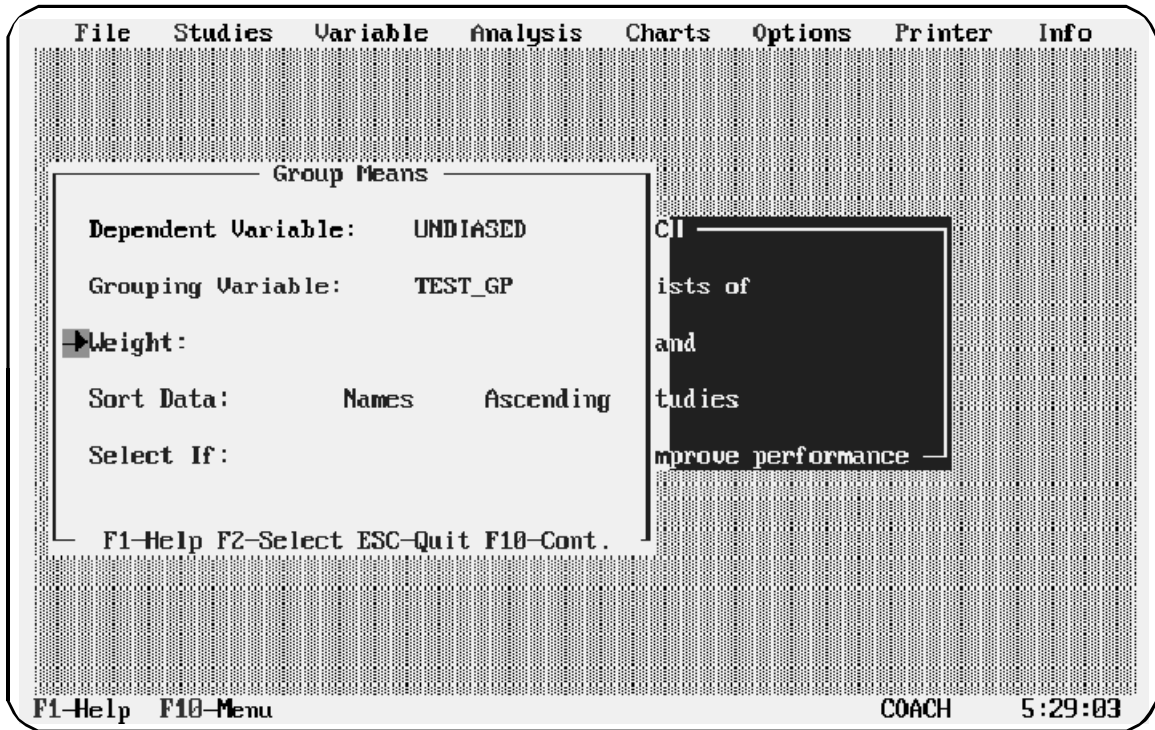 File Studies Variable Analysis Charts Options Printer Info
Group Means
Dependent Variable: UNDIASED
Grouping Variable: TEST_GP
Weight:
Sort Data: Names Ascending
Select If:
F1-Help F2-Select ESC-Quit F10-Cont.
ists of
and
tudies
mprove performance
F1-Help F10-Menu COACH 5:29:03